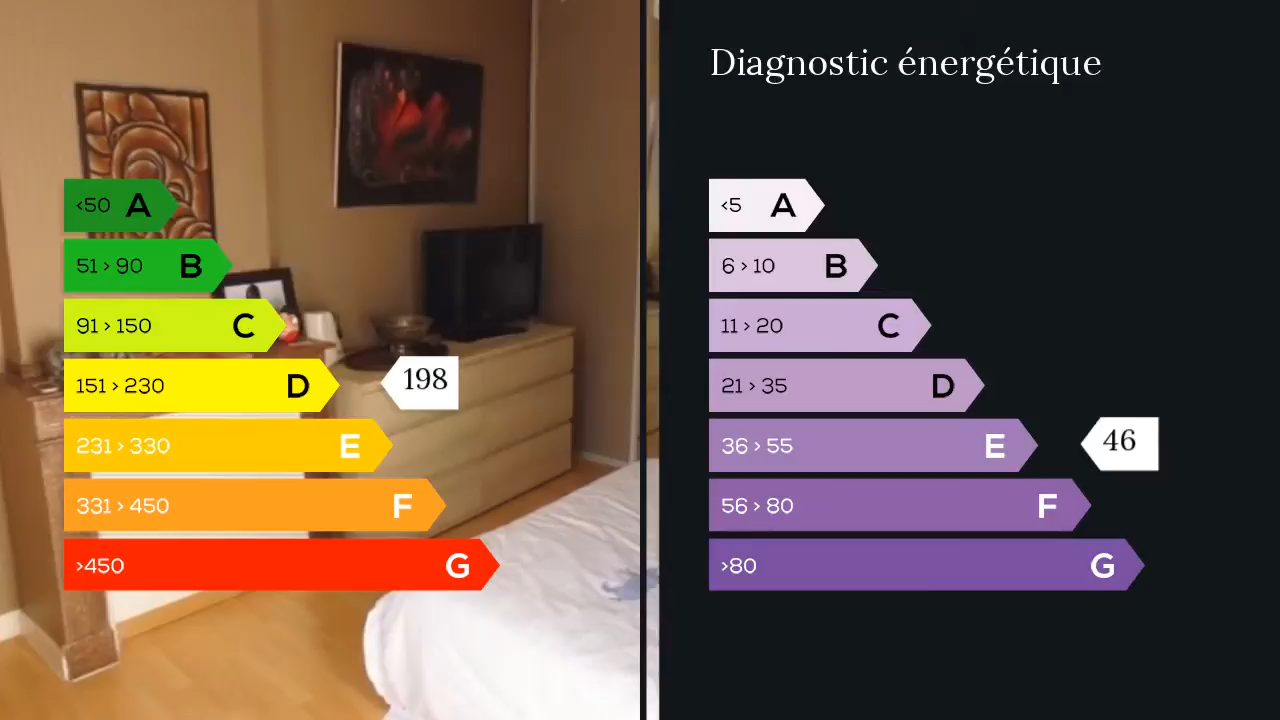 Diagnostic énergétique
<50 A
51 > 90 B
91 > 150 C
151 > 230 D
198
231 > 330 E
331 > 450 F
>450 G
<5 A
6 > 10 B
11 > 20 C
21 > 35 D
36 > 55 E
46
56 > 80 F
>80 G